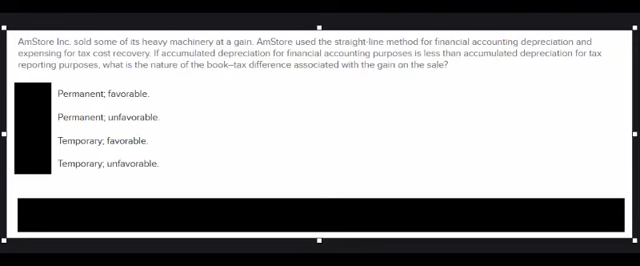 AmStore Inc. sold some of its heavy machinery at a gain. AmStore used the straight-line method for financial accounting depreciation and
expensing for tax cost recovery. If accumulated depreciation for financial accounting purposes is less than accumulated depreciation for tax
reporting purposes, what is the nature of the book–tax difference associated with the gain on the sale?
Permanent; favorable.
Permanent; unfavorable.
Temporary; favorable.
Temporary; unfavorable.